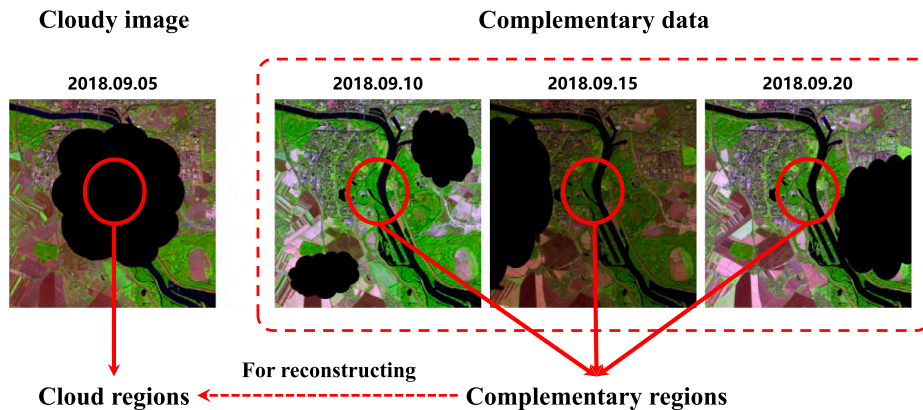 Cloudy image
Complementary data
2018.09.05
2018.09.10
2018.09.15
2018.09.20
For reconstructing
Cloud regions
Complementary regions